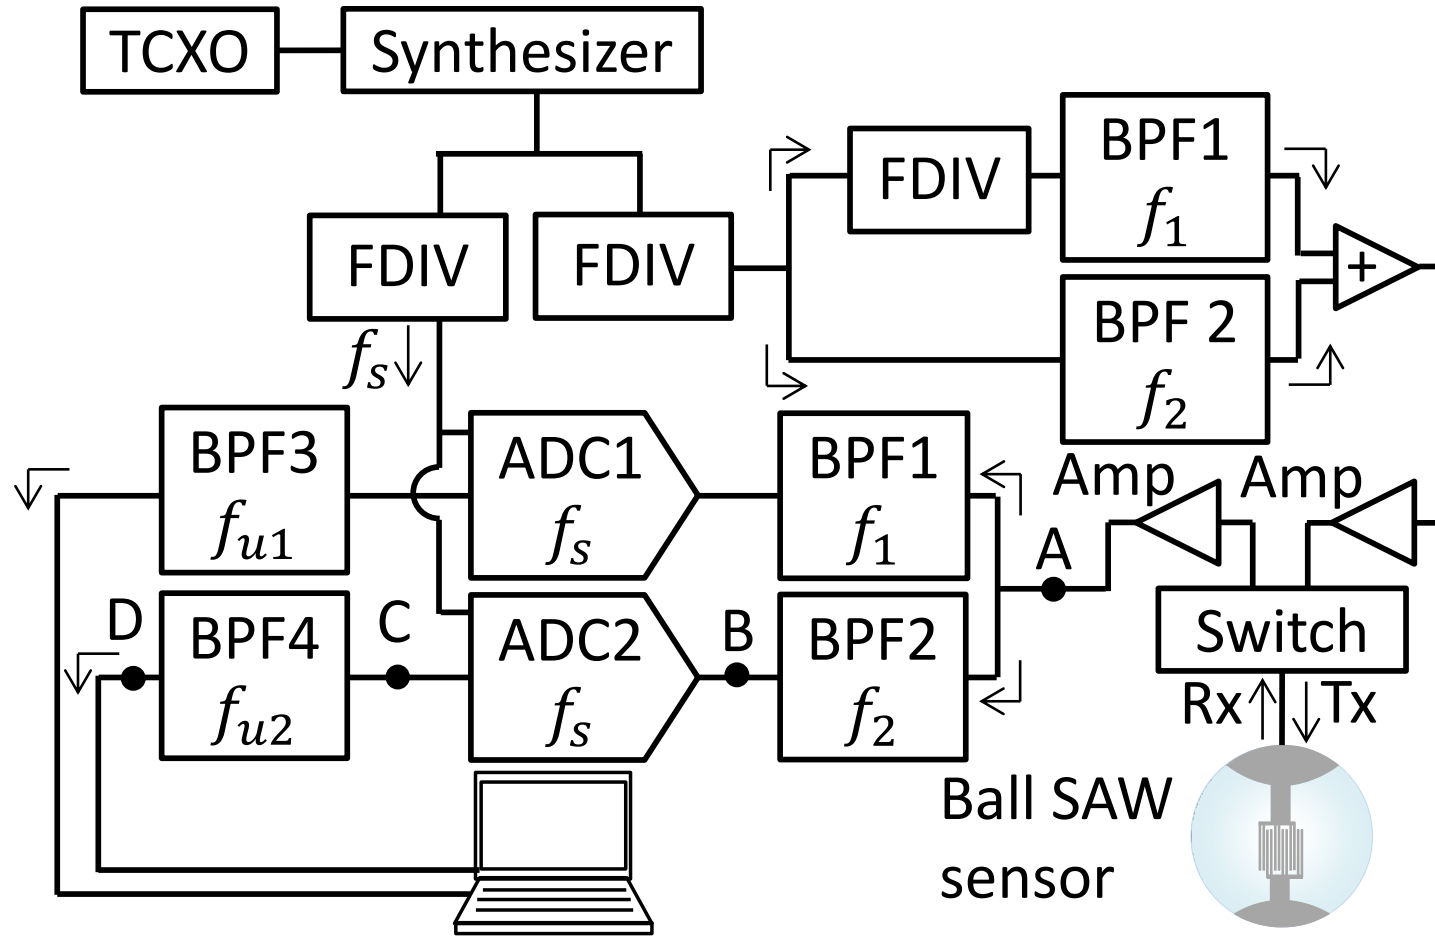 TCXO
Synthesizer
FDIV
FDIV
FDIV
BPF1
f₁
+
BPF 2
f₂
fₛ
BPF3
fᵤ₁
ADC1
fₛ
BPF1
f₁
Amp
Amp
A
D
BPF4
fᵤ₂
C
ADC2
fₛ
B
BPF2
f₂
Switch
Rx
Tx
Ball SAW
sensor